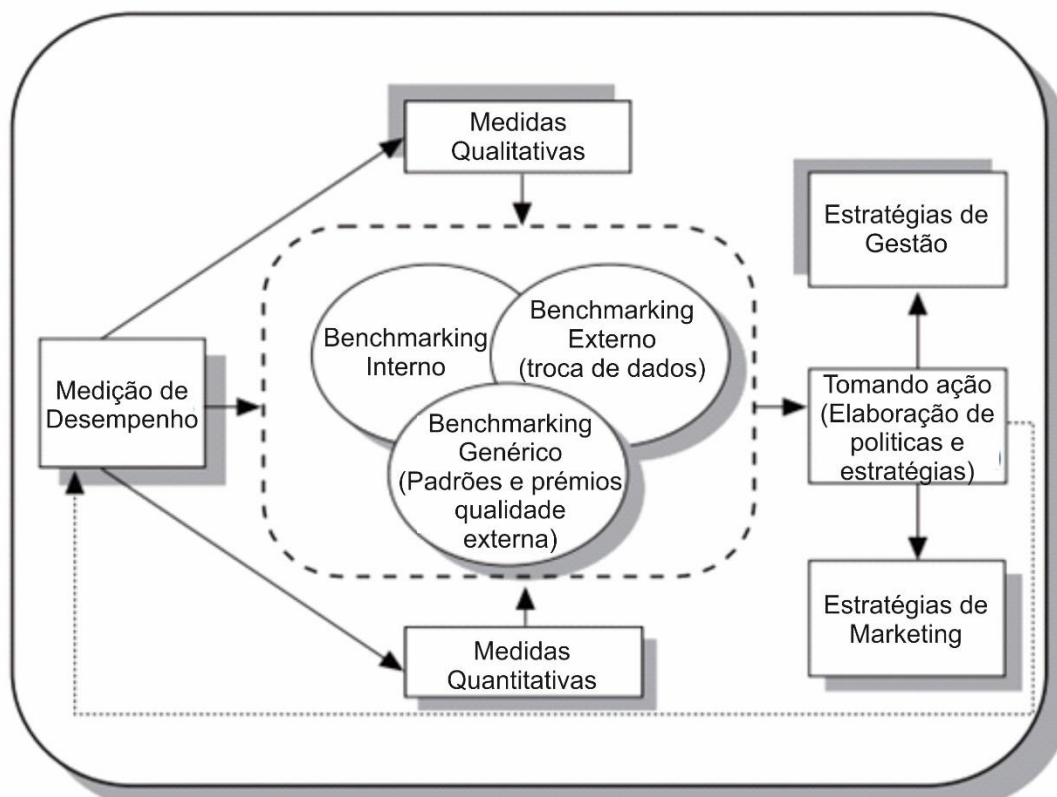 Medidas
Qualitativas
Estratégias de
Gestão
Benchmarking
Interno
Benchmarking
Externo
(troca de dados)
Medição de
Desempenho
Benchmarking
Genérico
(Padrões e prémios
qualidade
externa)
Tomando ação
(Elaboração de
politicas e
estratégias)
Medidas
Quantitativas
Estratégias de
Marketing